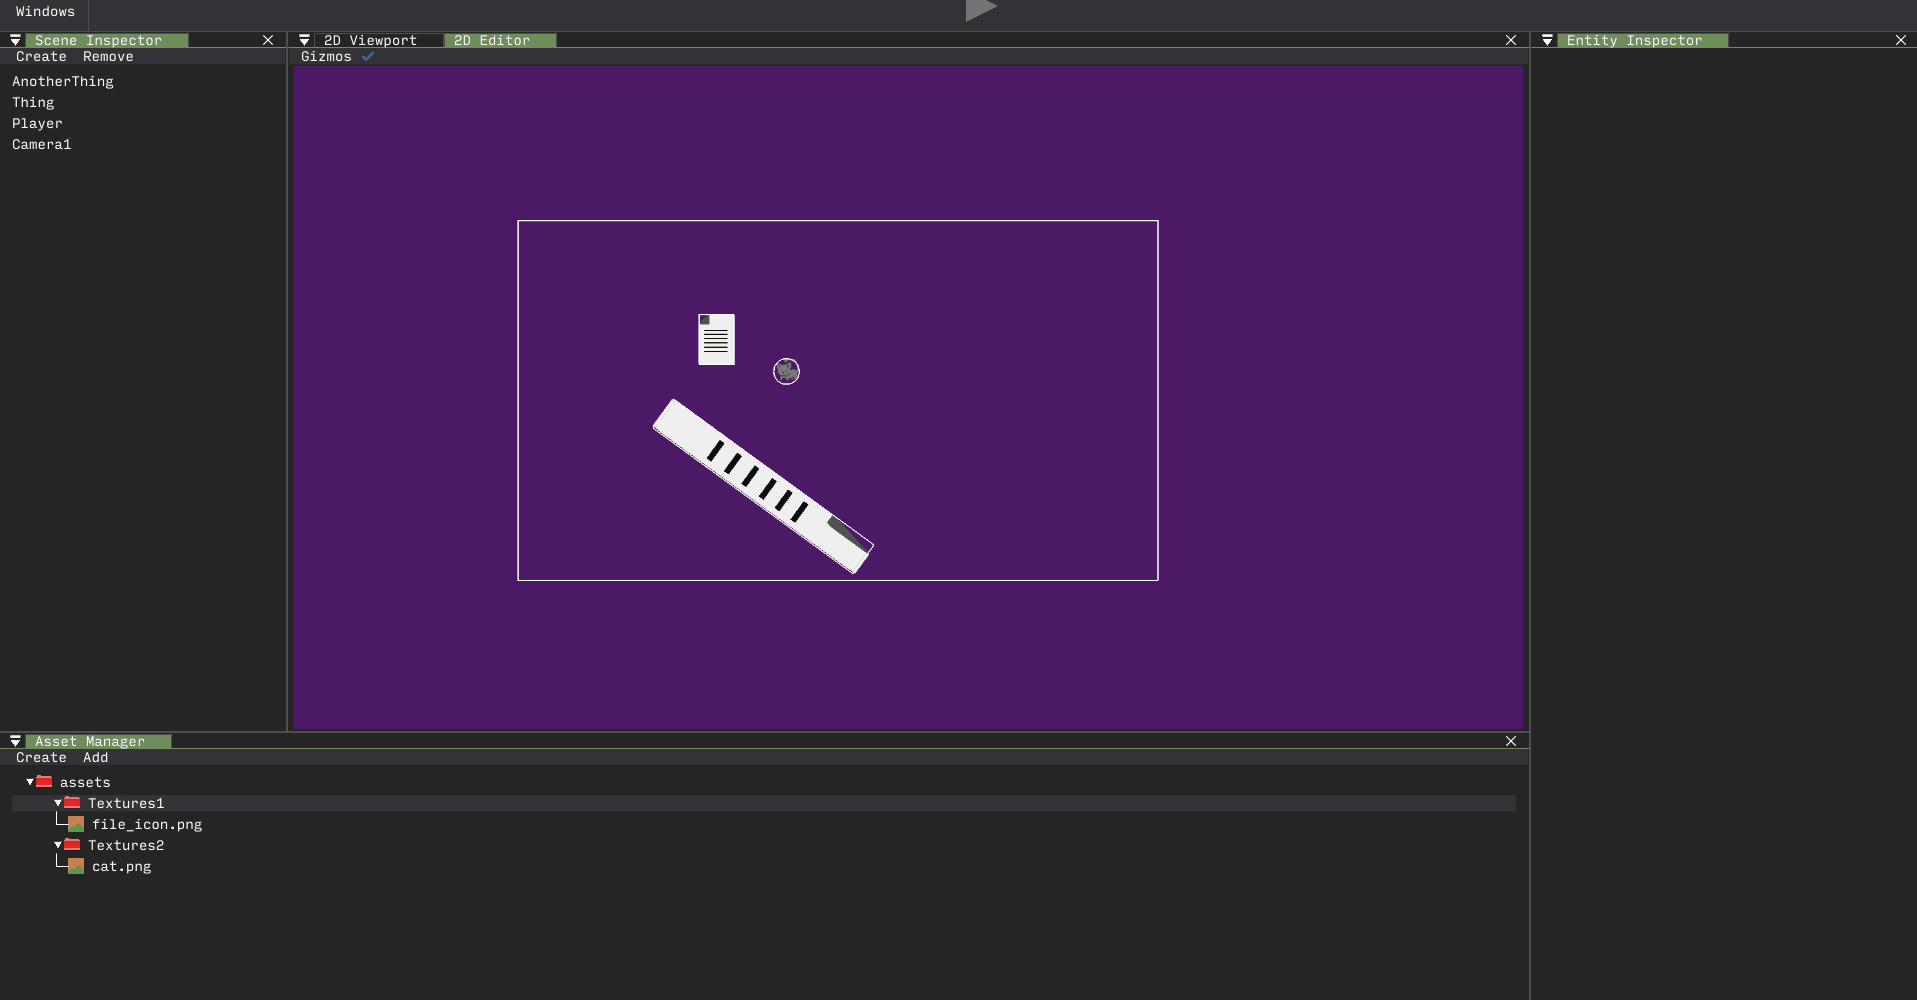 Windows
Scene Inspector
Create Remove
AnotherThing
Thing
Player
Camera1
2D Viewport 2D Editor
Gizmos
Entity Inspector
Asset Manager
Create Add
assets
Textures1
file_icon.png
Textures2
cat.png